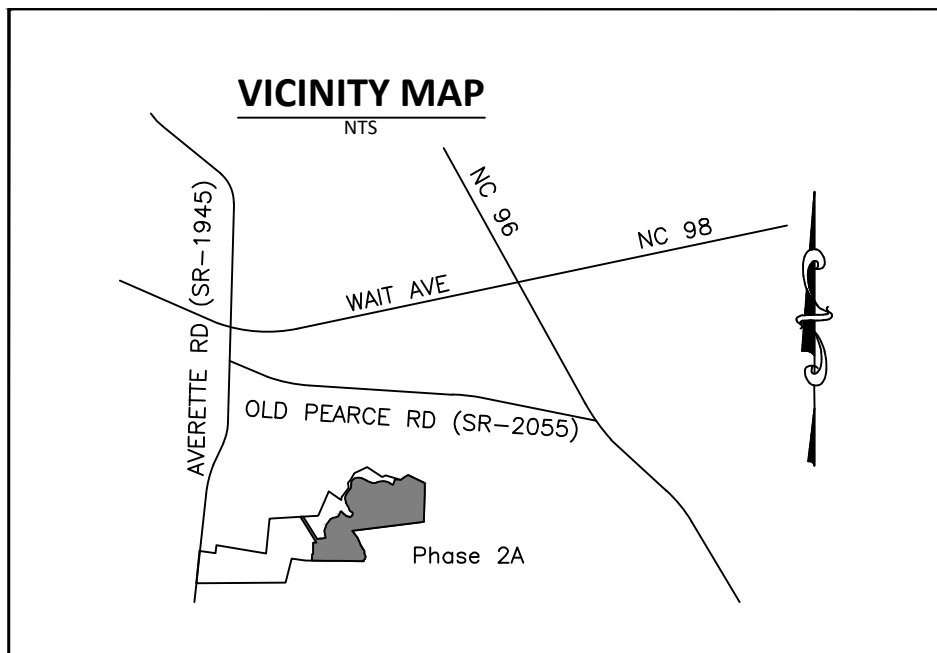 VICINITY MAP
NTS
NC 96
NC 98
WAIT AVE
AVERETTE RD (SR-1945)
OLD PEARCE RD (SR-2055)
Phase 2A